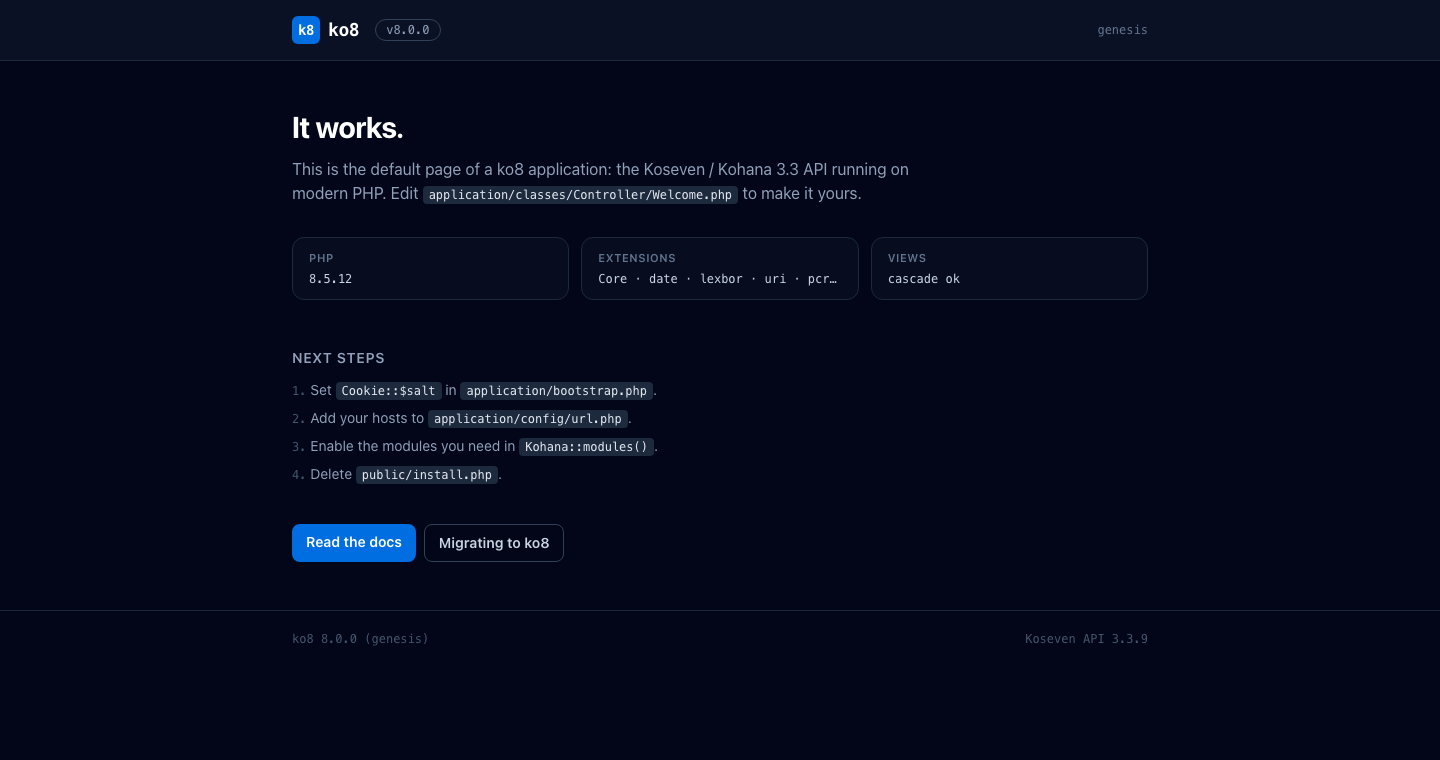 k8 ko8 v8.0.0 genesis
It works.
This is the default page of a ko8 application: the Koseven / Kohana 3.3 API running on
modern PHP. Edit application/classes/Controller/Welcome.php to make it yours.
PHP
8.5.12
EXTENSIONS
Core · date · lexbor · uri · pcr…
VIEWS
cascade ok
NEXT STEPS
1. Set Cookie::$salt in application/bootstrap.php.
2. Add your hosts to application/config/url.php.
3. Enable the modules you need in Kohana::modules().
4. Delete public/install.php.
Read the docs
Migrating to ko8
ko8 8.0.0 (genesis)
Koseven API 3.3.9